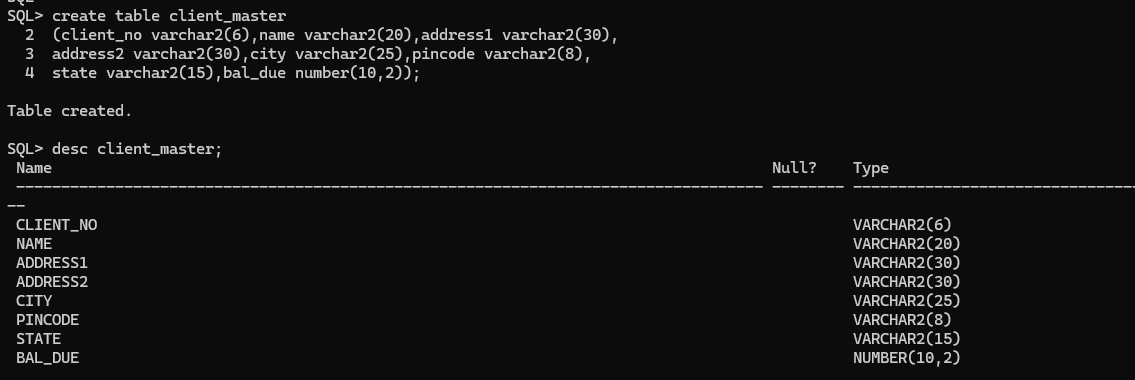 SQL> create table client_master
  2  (client_no varchar2(6),name varchar2(20),address1 varchar2(30),
  3  address2 varchar2(30),city varchar2(25),pincode varchar2(8),
  4  state varchar2(15),bal_due number(10,2));
Table created.
SQL> desc client_master;
 Name                                                                                Null?    Type
 ----------------------------------------------------------------------------------- -------- -------------------------------
--
 CLIENT_NO                                                                                    VARCHAR2(6)
 NAME                                                                                         VARCHAR2(20)
 ADDRESS1                                                                                     VARCHAR2(30)
 ADDRESS2                                                                                     VARCHAR2(30)
 CITY                                                                                         VARCHAR2(25)
 PINCODE                                                                                      VARCHAR2(8)
 STATE                                                                                        VARCHAR2(15)
 BAL_DUE                                                                                      NUMBER(10,2)